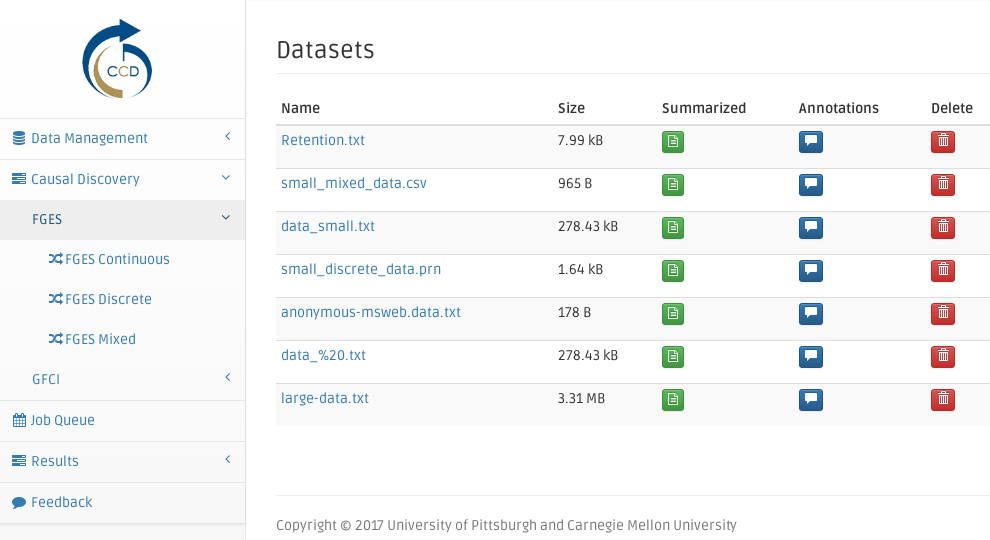 CCD
Data Management
Causal Discovery
FGES
FGES Continuous
FGES Discrete
FGES Mixed
GFCI
Job Queue
Results
Feedback
Datasets
Name Size Summarized Annotations Delete
Retention.txt 7.99 kB
small_mixed_data.csv 965 B
data_small.txt 278.43 kB
small_discrete_data.prn 1.64 kB
anonymous-msweb.data.txt 178 B
data_%20.txt 278.43 kB
large-data.txt 3.31 MB
Copyright © 2017 University of Pittsburgh and Carnegie Mellon University